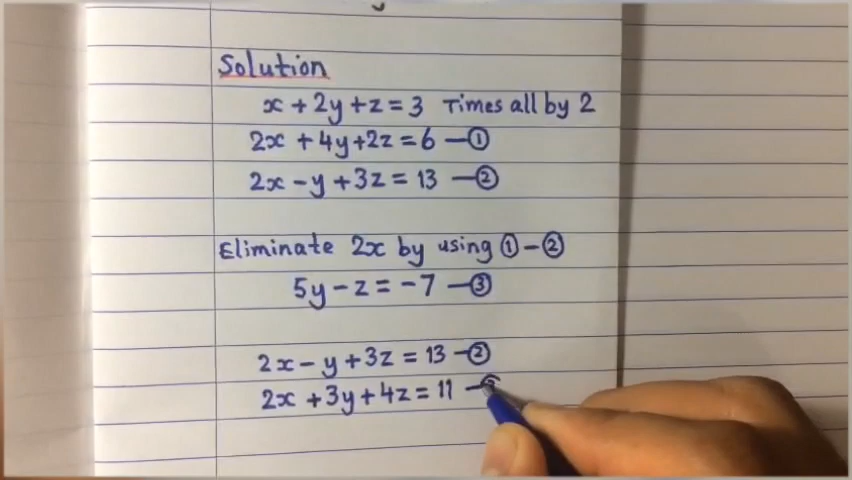 Solution
x + 2y + z = 3 Times all by 2
2x + 4y + 2z = 6 —①
2x - y + 3z = 13 —②
Eliminate 2x by using ① - ②
5y - z = -7 —③
2x - y + 3z = 13 —②
2x + 3y + 4z = 11 —